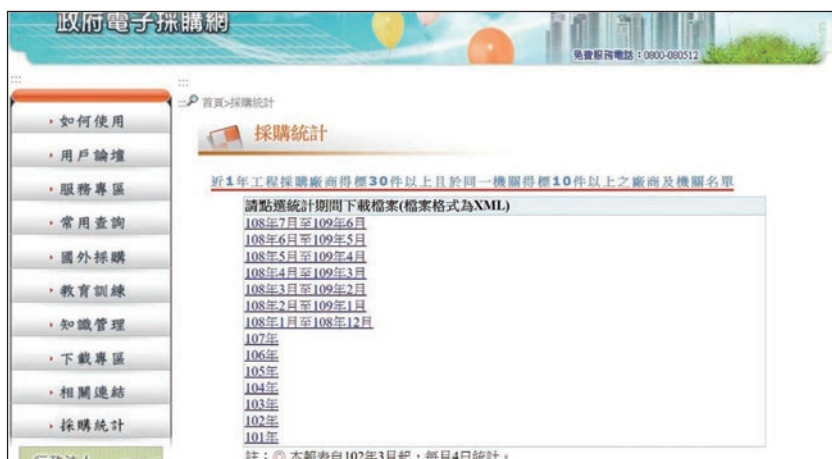 政府電子採購網
免費服務電話：0800-080512
:::
:::
::: 首頁>採購統計
如何使用
用戶論壇
服務專區
常用查詢
國外採購
教育訓練
知識管理
下載專區
相關連結
採購統計
採購統計
近1年工程採購廠商得標30件以上且於同一機關得標10件以上之廠商及機關名單
請點選統計期間下載檔案(檔案格式為XML)
108年7月至109年6月
108年6月至109年5月
108年5月至109年4月
108年4月至109年3月
108年3月至109年2月
108年2月至109年1月
108年1月至108年12月
107年
106年
105年
104年
103年
102年
101年
註：◎ 本報表自102年3月起，每月4日統計。